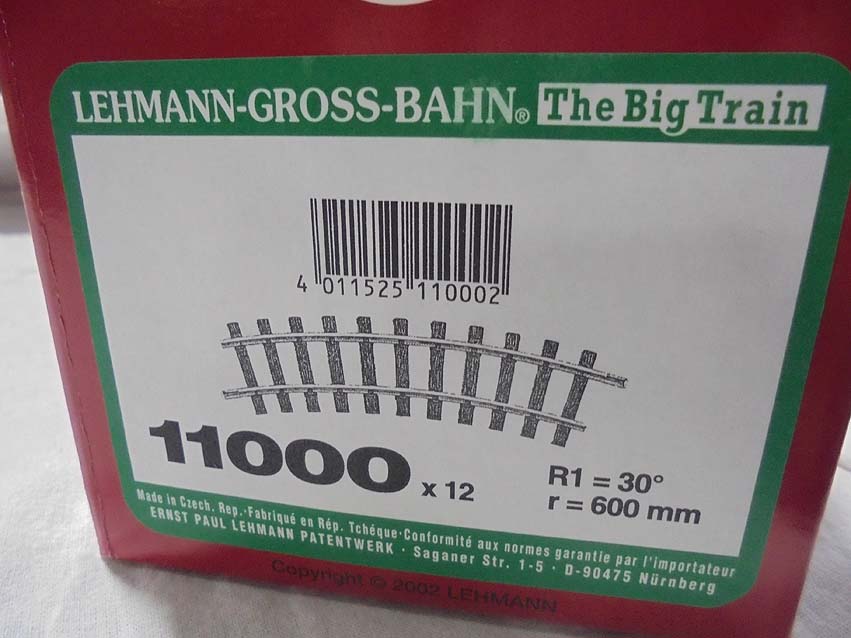 LEHMANN-GROSS-BAHN® The Big Train
4 011525 110002
11000 x 12
R1 = 30°
r = 600 mm
Made in Czech. Rep.·Fabriqué en Rép. Tchéque·Conformité aux normes garantie par l'importateur
ERNST PAUL LEHMANN PATENTWERK · Saganer Str. 1-5 · D-90475 Nürnberg
Copyright © 2002 LEHMANN